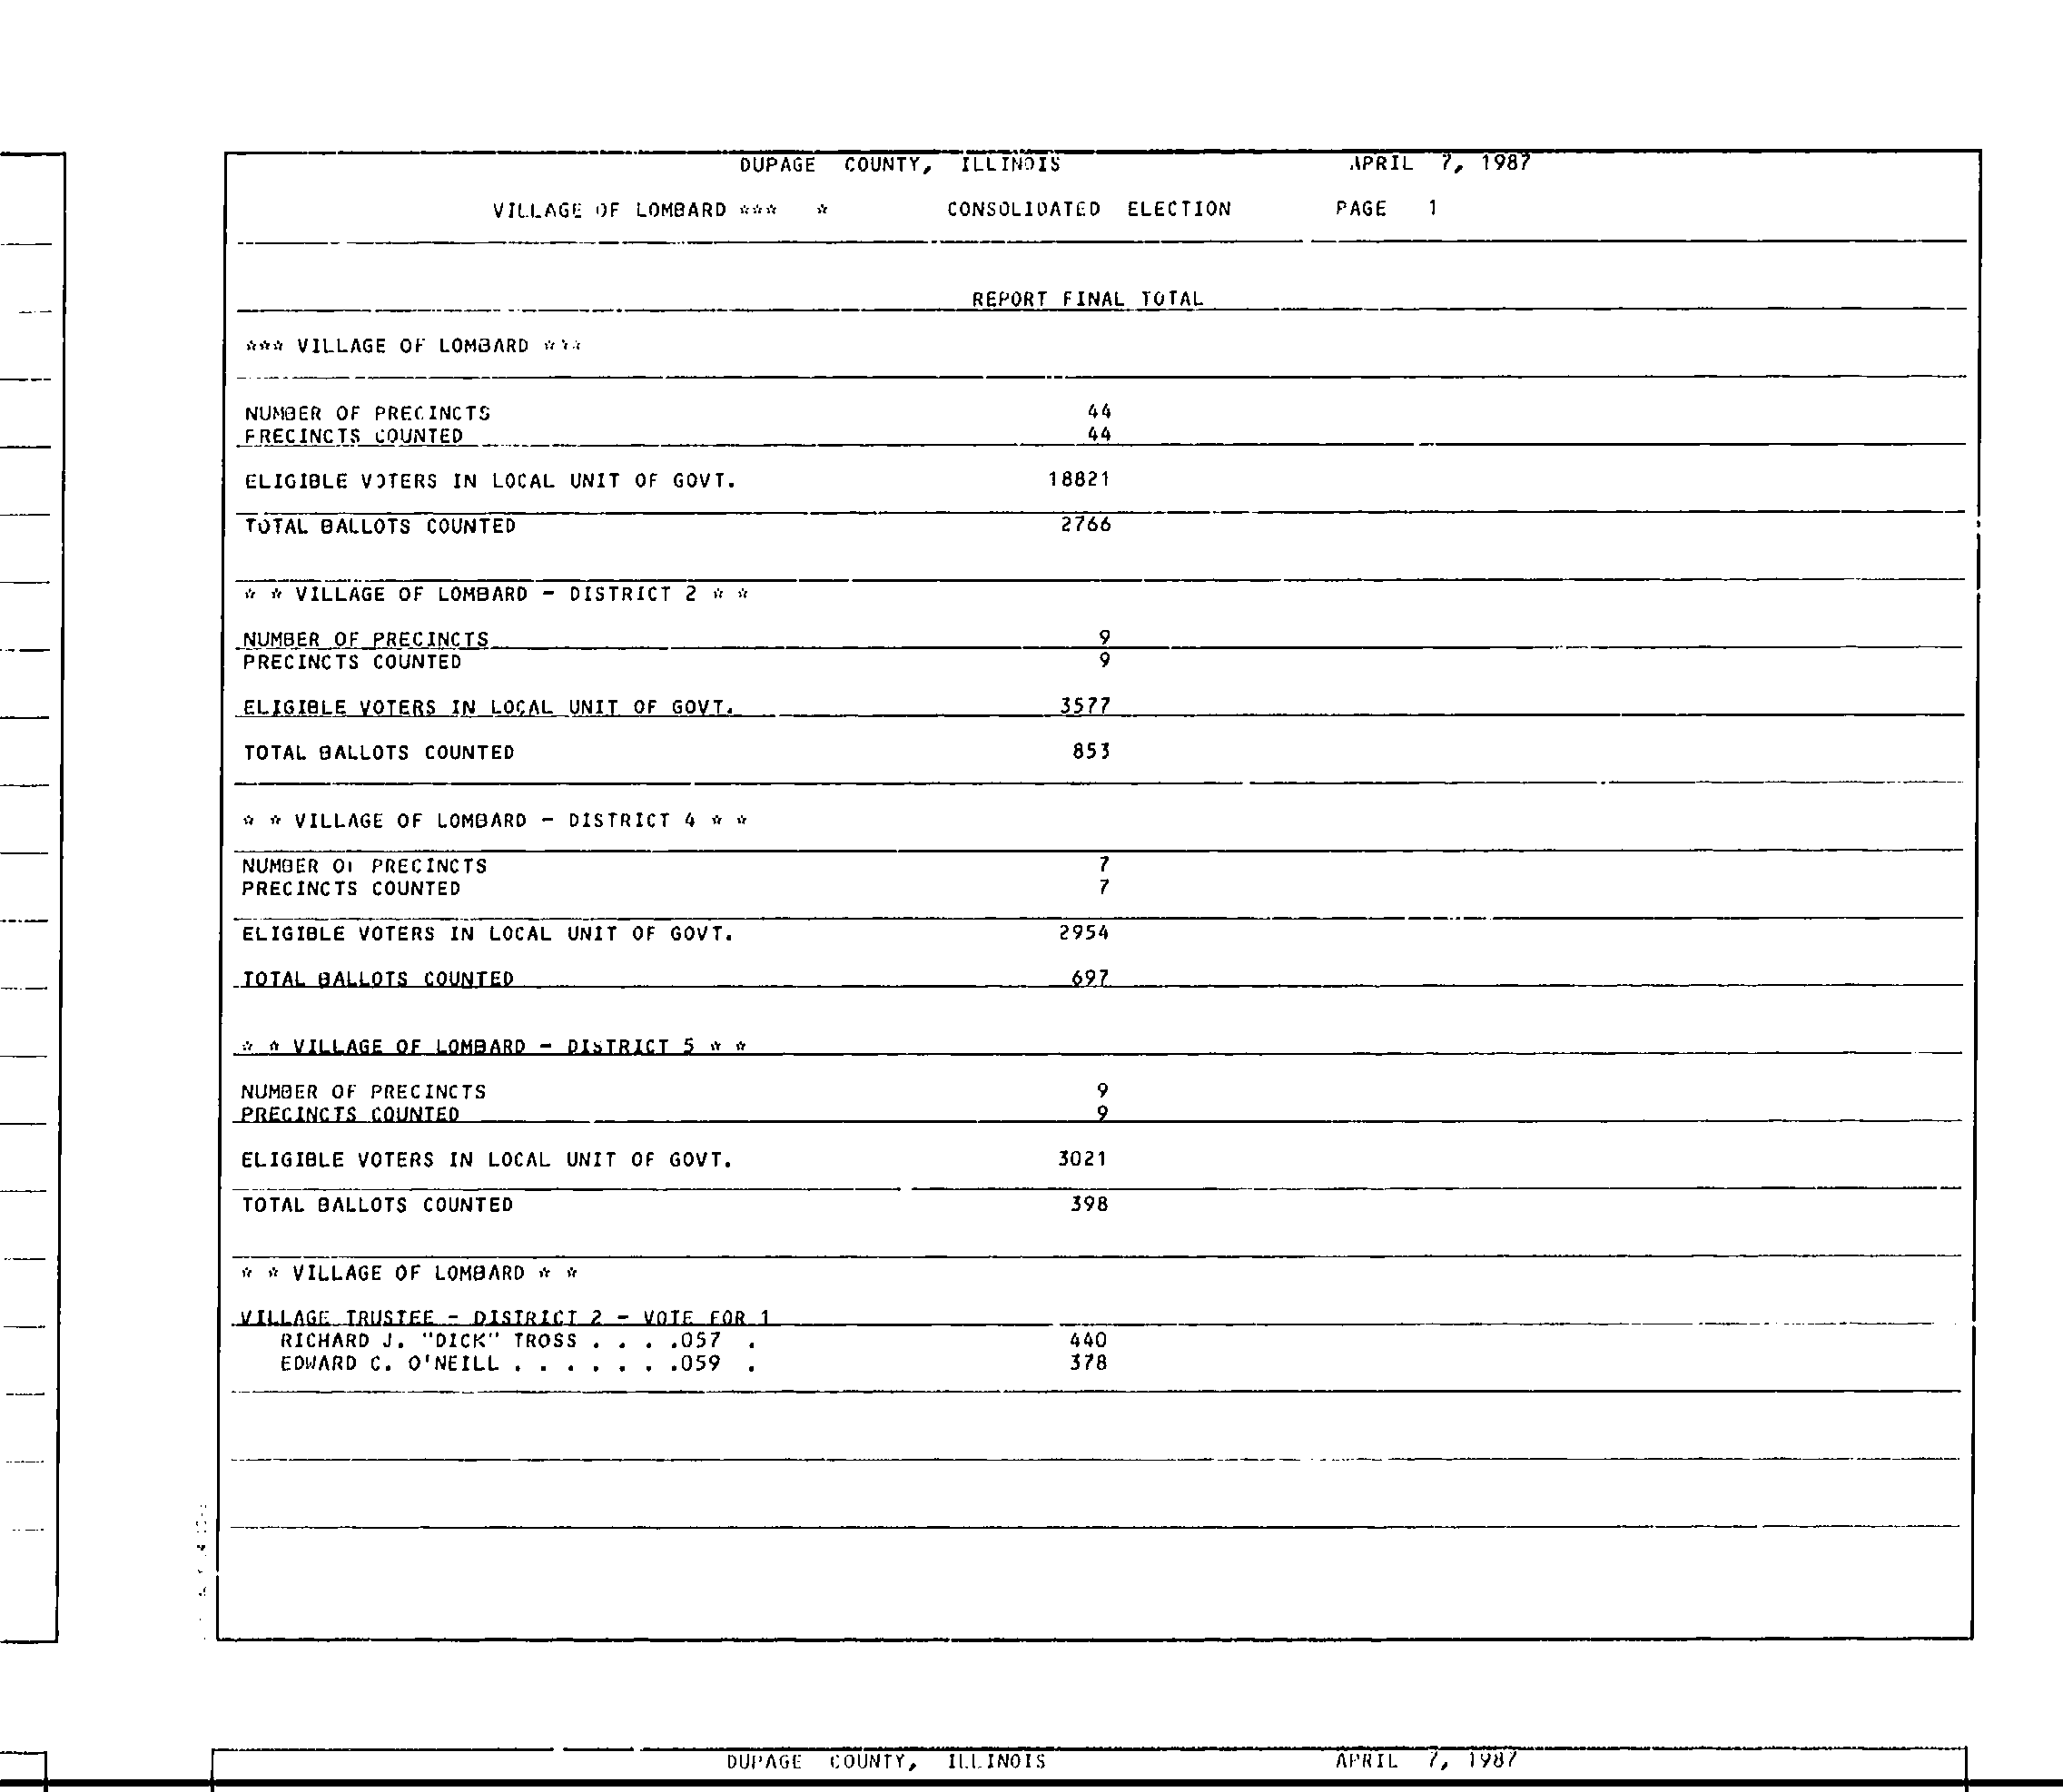 DUPAGE COUNTY, ILLINOIS APRIL 7, 1987
VILLAGE OF LOMBARD *** * CONSOLIDATED ELECTION PAGE 1
REPORT FINAL TOTAL
*** VILLAGE OF LOMBARD ***
NUMBER OF PRECINCTS 44
PRECINCTS COUNTED 44
ELIGIBLE VOTERS IN LOCAL UNIT OF GOVT. 18821
TOTAL BALLOTS COUNTED 2766
* * VILLAGE OF LOMBARD - DISTRICT 2 * *
NUMBER OF PRECINCTS 9
PRECINCTS COUNTED 9
ELIGIBLE VOTERS IN LOCAL UNIT OF GOVT. 3577
TOTAL BALLOTS COUNTED 853
* * VILLAGE OF LOMBARD - DISTRICT 4 * *
NUMBER OF PRECINCTS 7
PRECINCTS COUNTED 7
ELIGIBLE VOTERS IN LOCAL UNIT OF GOVT. 2954
TOTAL BALLOTS COUNTED 697
* * VILLAGE OF LOMBARD - DISTRICT 5 * *
NUMBER OF PRECINCTS 9
PRECINCTS COUNTED 9
ELIGIBLE VOTERS IN LOCAL UNIT OF GOVT. 3021
TOTAL BALLOTS COUNTED 398
* * VILLAGE OF LOMBARD * *
VILLAGE TRUSTEE - DISTRICT 2 - VOTE FOR 1
RICHARD J. "DICK" TROSS . . . .057 . 440
EDWARD C. O'NEILL . . . . . . .059 . 378
DUPAGE COUNTY, ILLINOIS APRIL 7, 1987